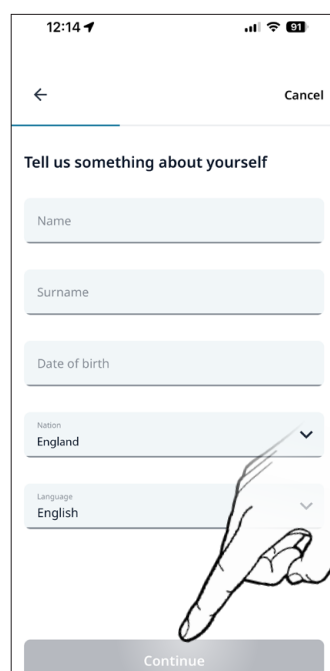 12:14
91
Cancel
Tell us something about yourself
Name
Surname
Date of birth
Nation
England
Language
English
Continue